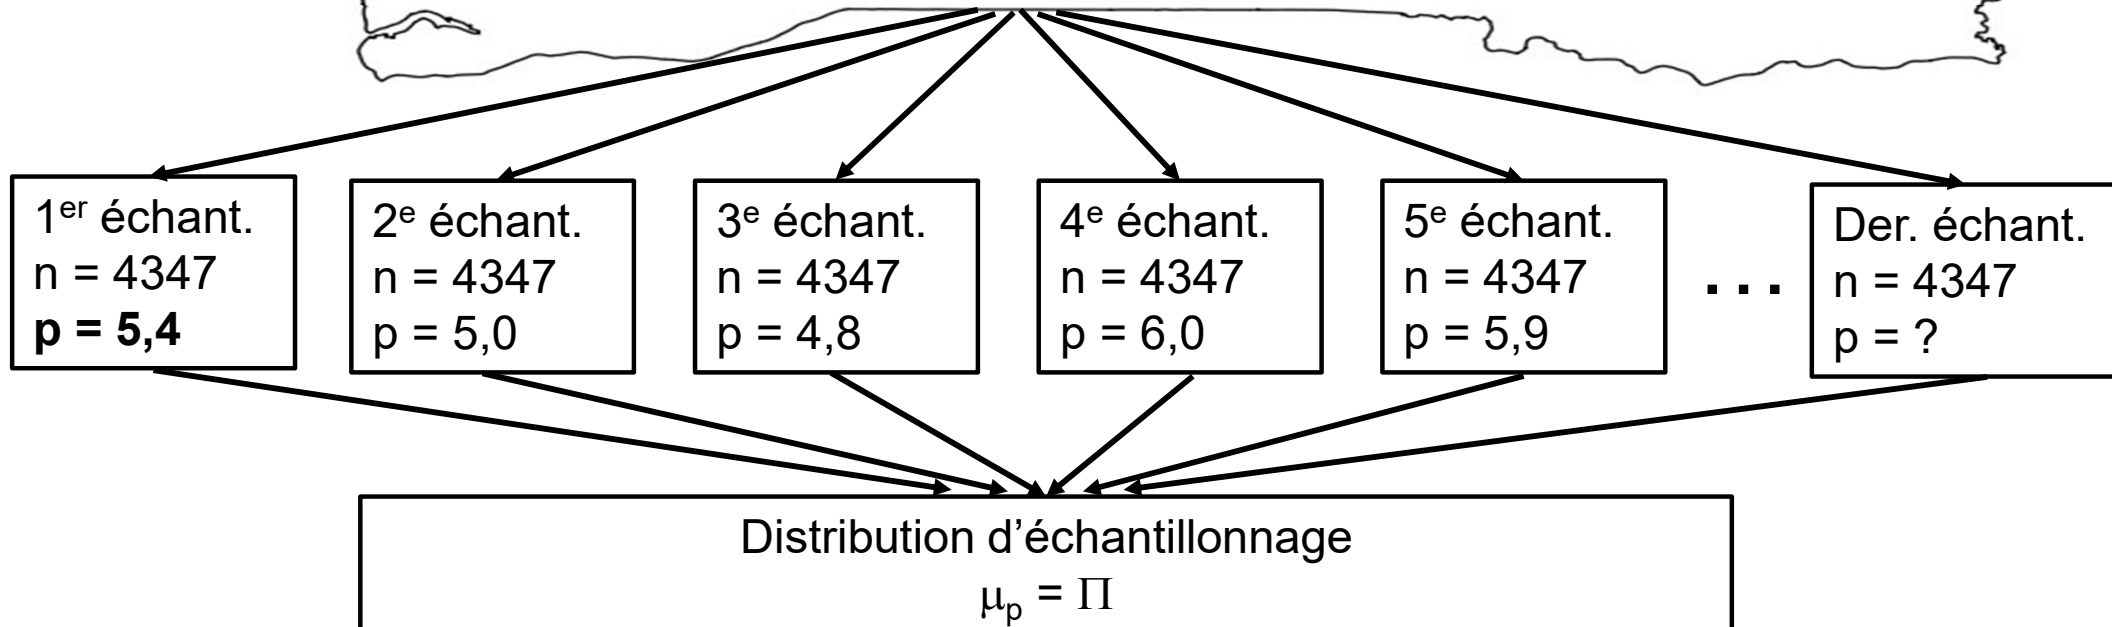 1er échant.
n = 4347
p = 5,4
2e échant.
n = 4347
p = 5,0
3e échant.
n = 4347
p = 4,8
4e échant.
n = 4347
p = 6,0
5e échant.
n = 4347
p = 5,9
...
Der. échant.
n = 4347
p = ?
Distribution d’échantillonnage
μp = Π